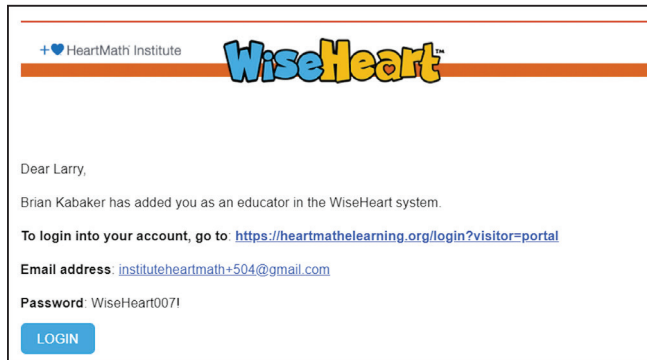 HeartMath Institute
WiseHeart™
Dear Larry,
Brian Kabaker has added you as an educator in the WiseHeart system.
To login into your account, go to: https://heartmathelearning.org/login?visitor=portal
Email address: instituteheartmath+504@gmail.com
Password: WiseHeart007!
LOGIN